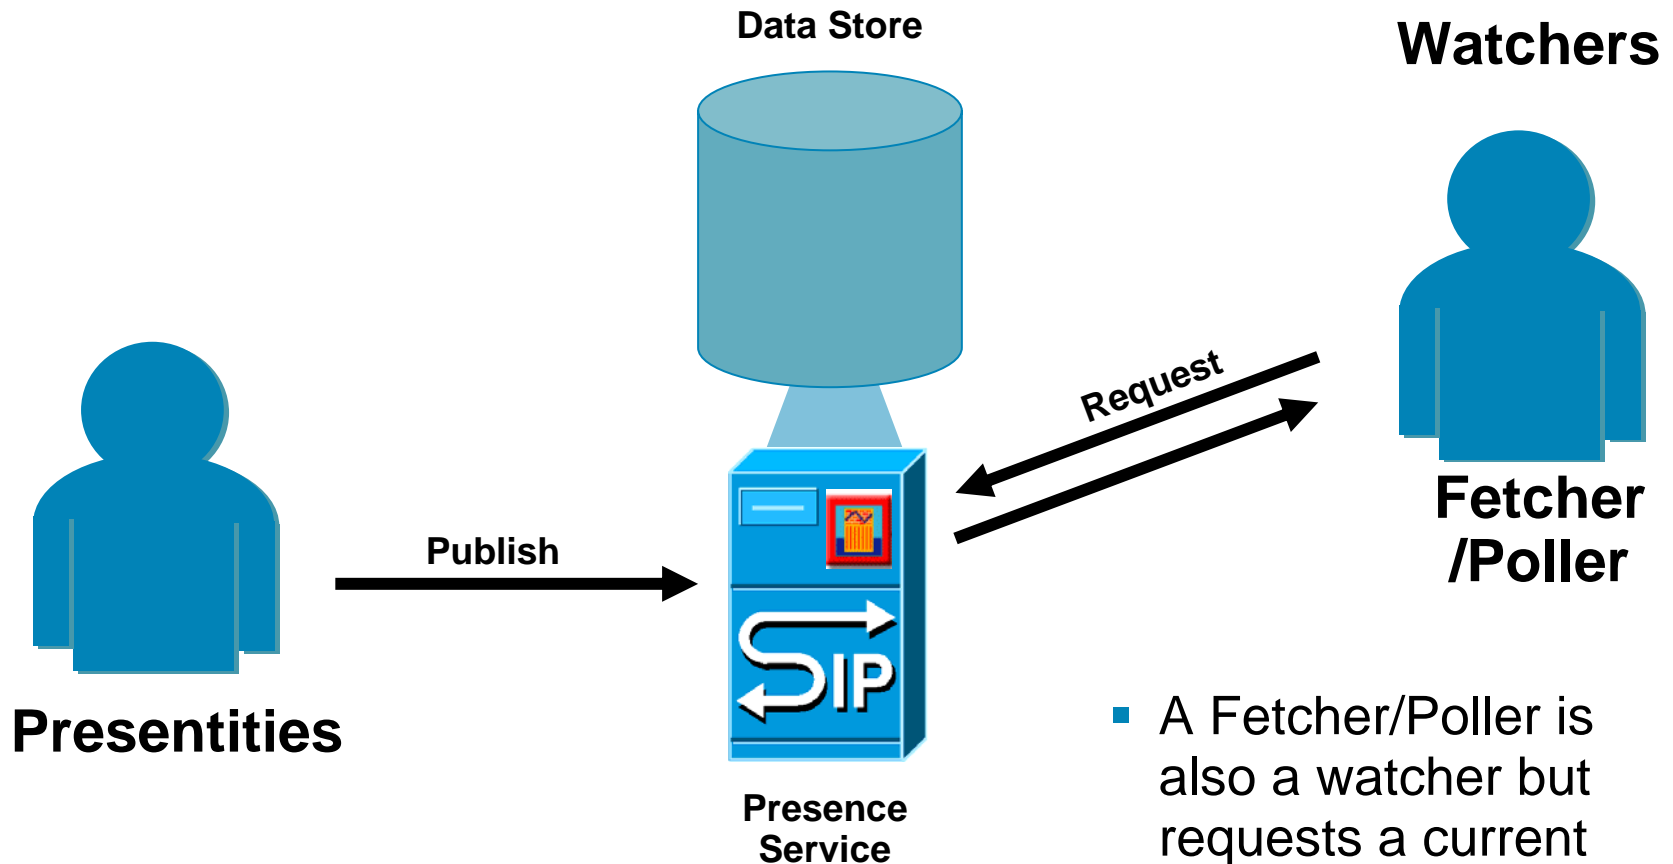 Data Store
Watchers
Request
Fetcher
/Poller
Publish
SIP
Presentities
Presence
Service
▪ A Fetcher/Poller is
also a watcher but
requests a current